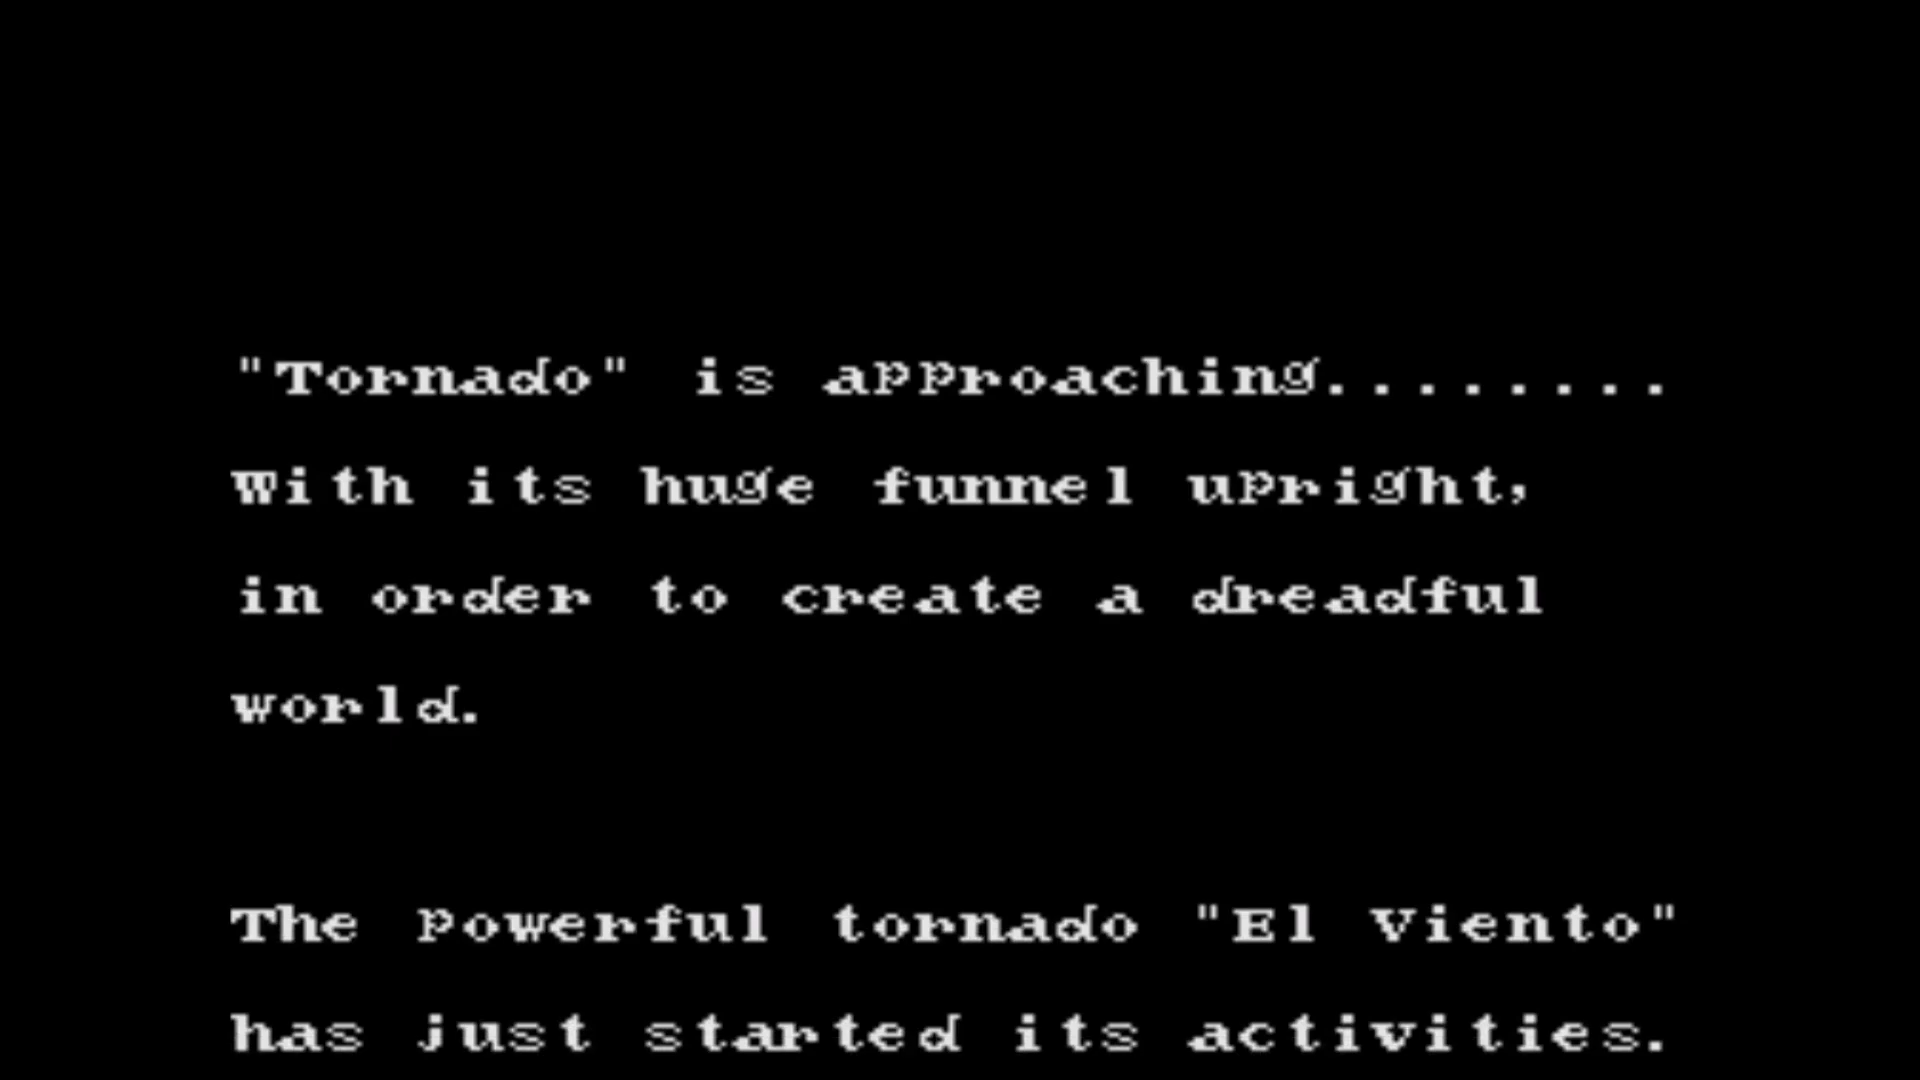 "Tornado" is approaching........
With its huge funnel upright,
in order to create a dreadful
world.
The powerful tornado "El Viento"
has just started its activities.